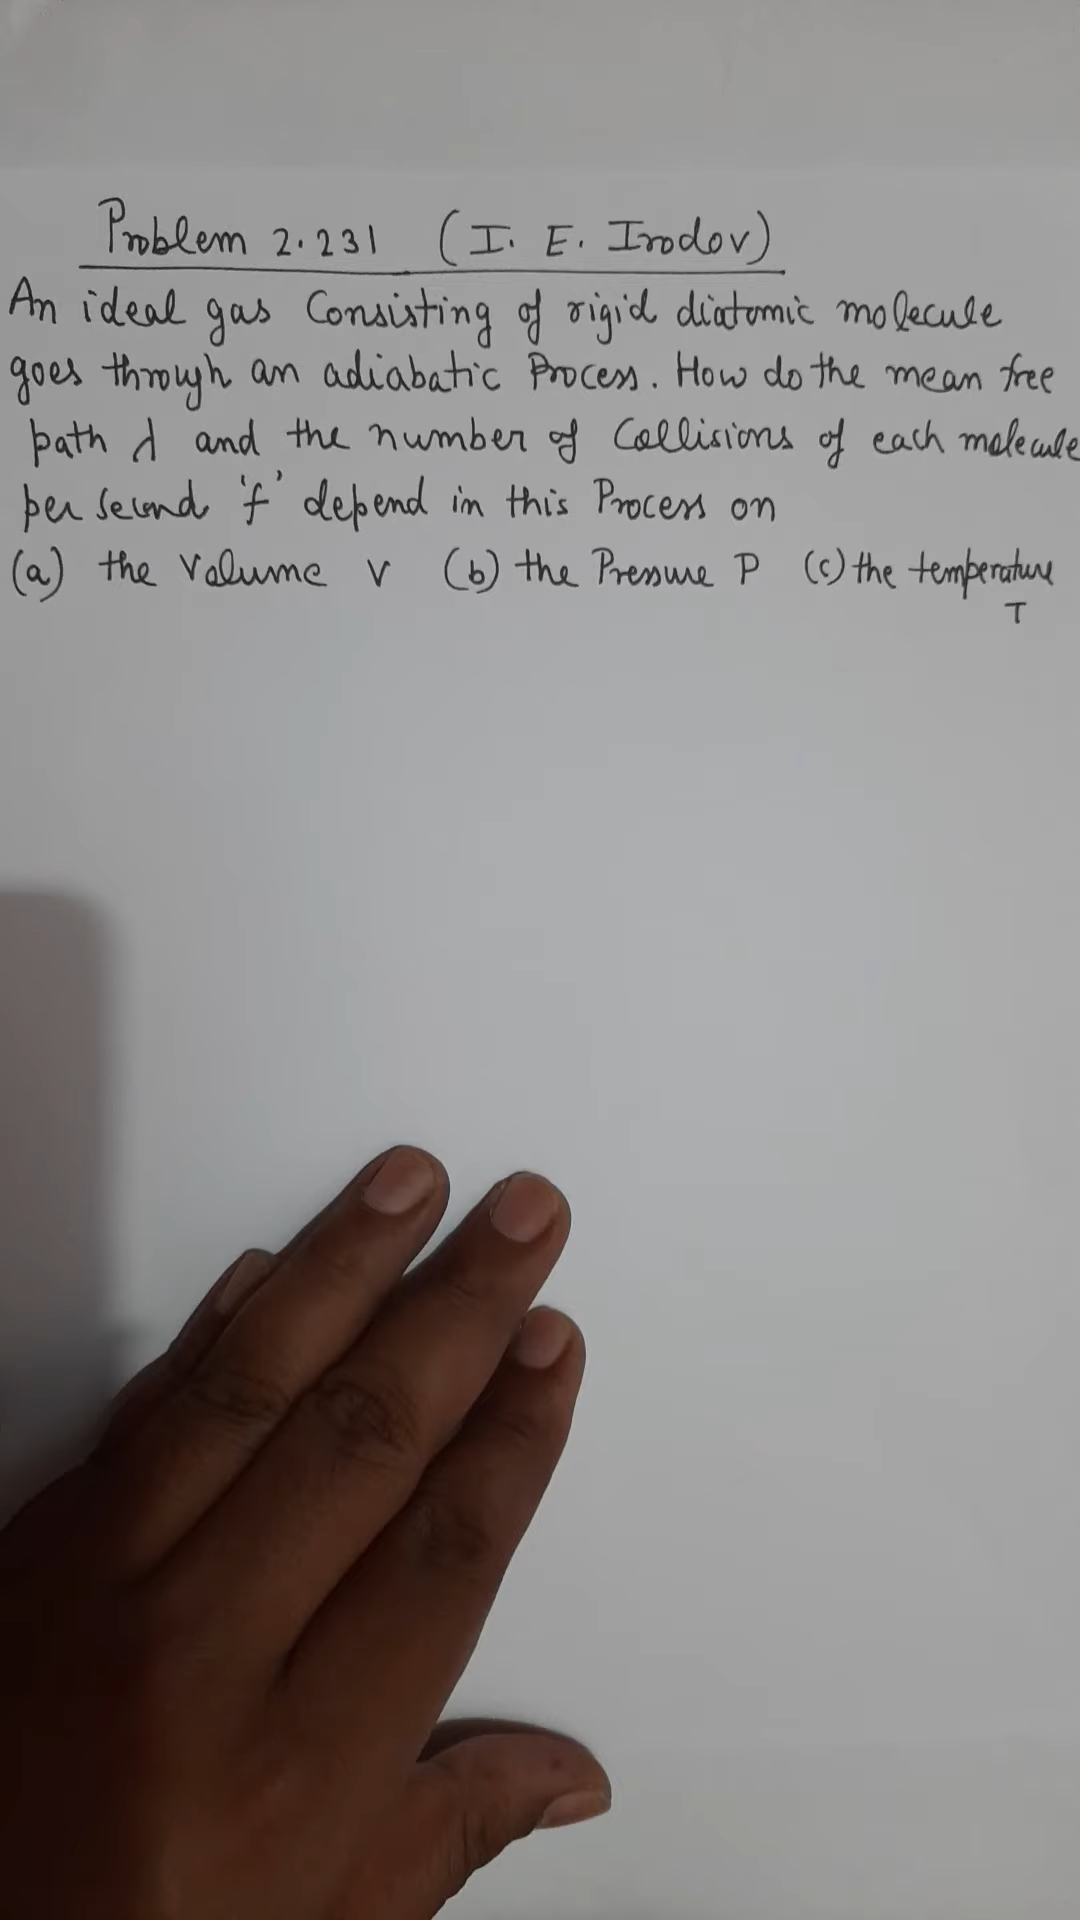 Problem 2.231 (I. E. Irodov)
An ideal gas Consisting of rigid diatomic molecule
goes through an adiabatic Process. How do the mean free
path λ and the number of Collisions of each molecule
per second 'f' depend in this Process on
(a) the Volume V (b) the Pressure P (c) the temperature
T